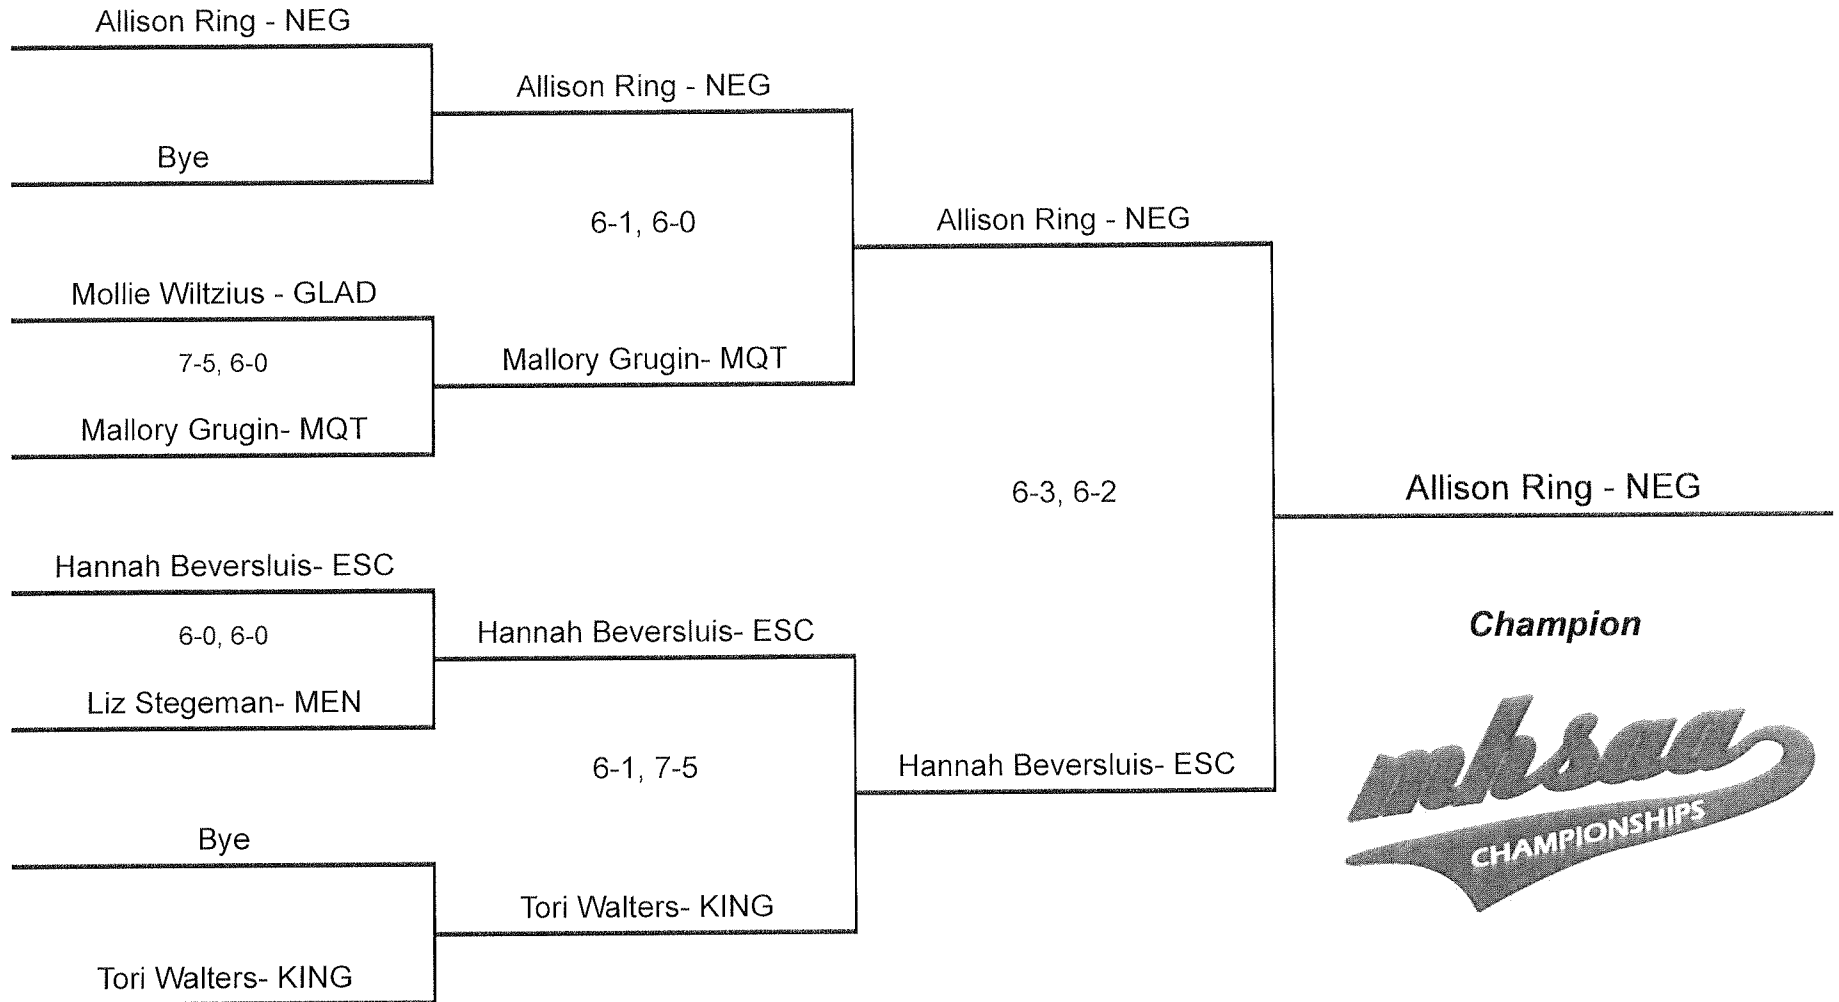 Allison Ring - NEG
Bye
Mollie Wiltzius - GLAD
7-5, 6-0
Mallory Grugin- MQT
Hannah Beversluis- ESC
6-0, 6-0
Liz Stegeman- MEN
Bye
Tori Walters- KING
Allison Ring - NEG
6-1, 6-0
Mallory Grugin- MQT
Hannah Beversluis- ESC
6-1, 7-5
Tori Walters- KING
Allison Ring - NEG
6-3, 6-2
Hannah Beversluis- ESC
Allison Ring - NEG
Champion
mhsaa
CHAMPIONSHIPS